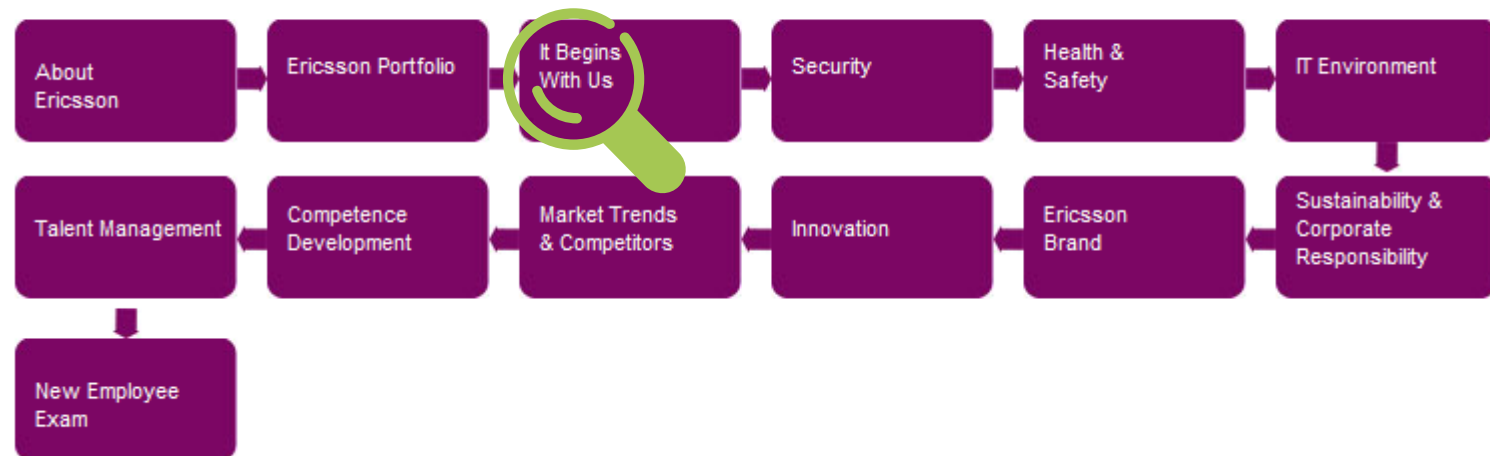 About
Ericsson
Ericsson Portfolio
It Begins
With Us
Security
Health &
Safety
IT Environment
Sustainability &
Corporate
Responsibility
Ericsson
Brand
Innovation
Market Trends
& Competitors
Competence
Development
Talent Management
New Employee
Exam